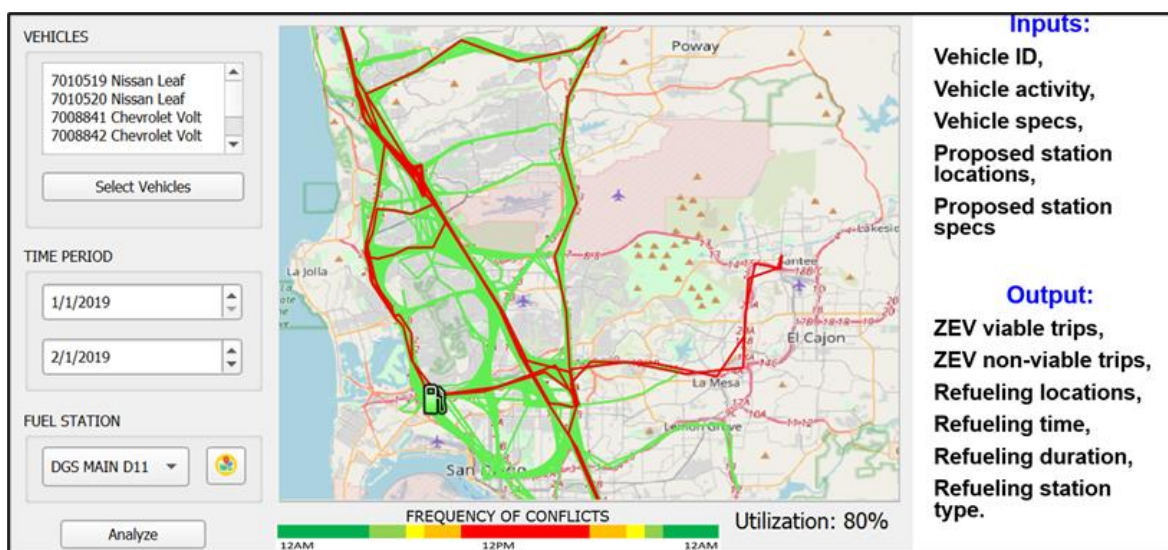 VEHICLES
7010519 Nissan Leaf
7010520 Nissan Leaf
7008841 Chevrolet Volt
7008842 Chevrolet Volt
Select Vehicles
TIME PERIOD
1/1/2019
2/1/2019
FUEL STATION
DGS MAIN D11
Analyze
Poway
Lakeside
La Jolla
antee
El Cajon
La Mesa
Lemon Grove
San Diego
FREQUENCY OF CONFLICTS
12AM
12PM
12AM
Utilization: 80%
Inputs:
Vehicle ID,
Vehicle activity,
Vehicle specs,
Proposed station
locations,
Proposed station
specs
Output:
ZEV viable trips,
ZEV non-viable trips,
Refueling locations,
Refueling time,
Refueling duration,
Refueling station
type.